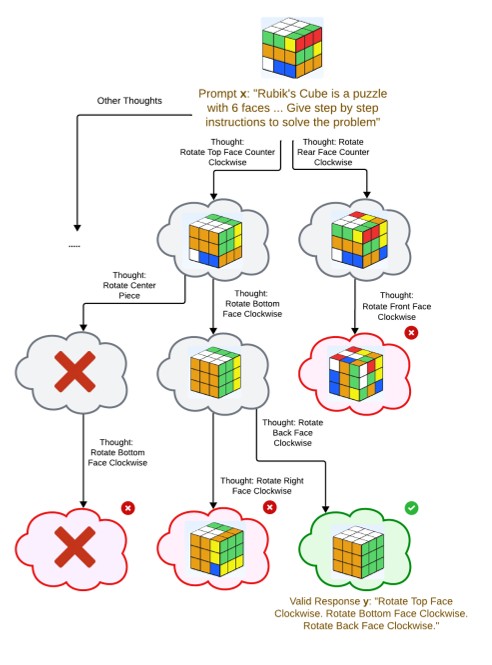 Prompt x: "Rubik's Cube is a puzzle
with 6 faces ... Give step by step
instructions to solve the problem"
Other Thoughts
Thought:
Rotate Top Face Counter
Clockwise
Thought: Rotate
Rear Face Counter
Clockwise
.....
Thought:
Rotate Center
Piece
Thought:
Rotate Bottom
Face Clockwise
Thought:
Rotate Front Face
Clockwise
Thought:
Rotate Bottom
Face Clockwise
Thought: Rotate
Back Face
Clockwise
Thought: Rotate Right
Face Clockwise
Valid Response y: "Rotate Top Face
Clockwise. Rotate Bottom Face Clockwise.
Rotate Back Face Clockwise."